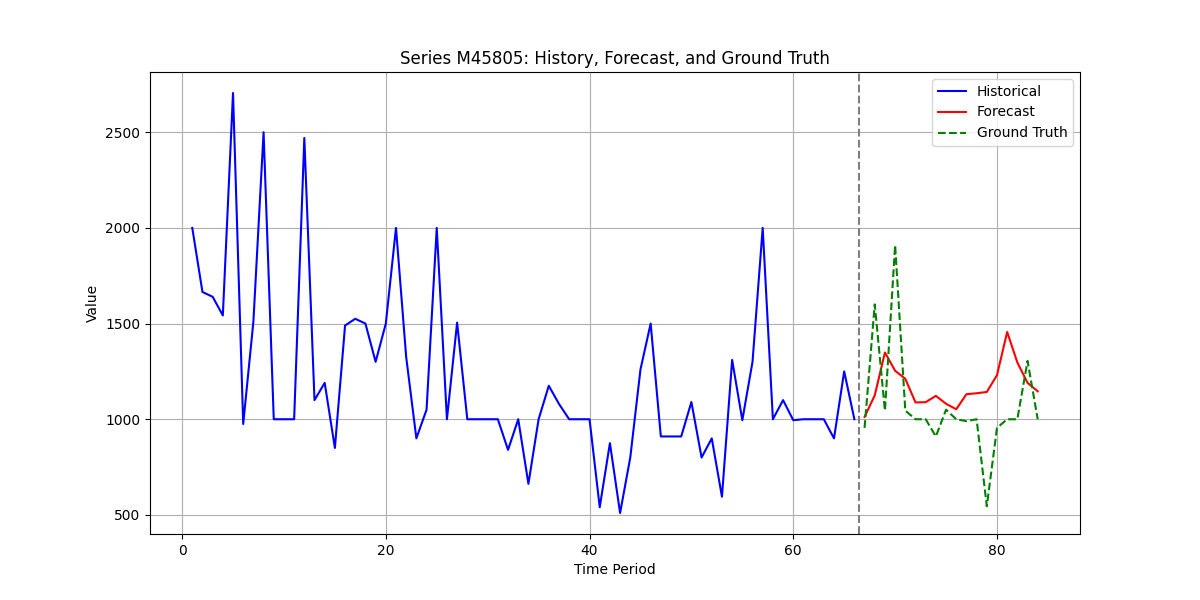 Series M45805: History, Forecast, and Ground Truth
Historical
Forecast
Ground Truth
2500
2000
1500
1000
500
Value
0 20 40 60 80
Time Period